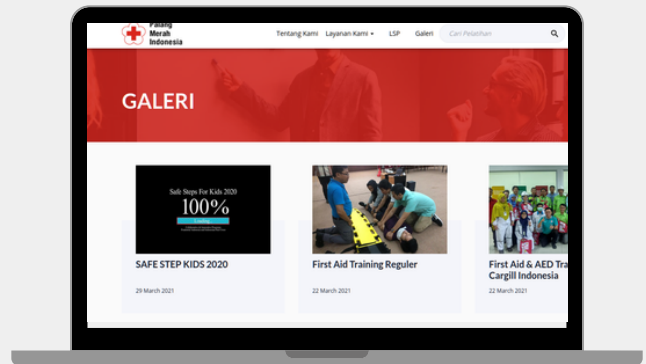 Palang
Merah
Indonesia
Tentang Kami Layanan Kami LSP Galeri Cari Pelatihan
GALERI
Safe Steps For Kids 2020
100%
Loading
SAFE STEP KIDS 2020
29 March 2021
First Aid Training Reguler
22 March 2021
First Aid & AED Tra
Cargill Indonesia
22 March 2021